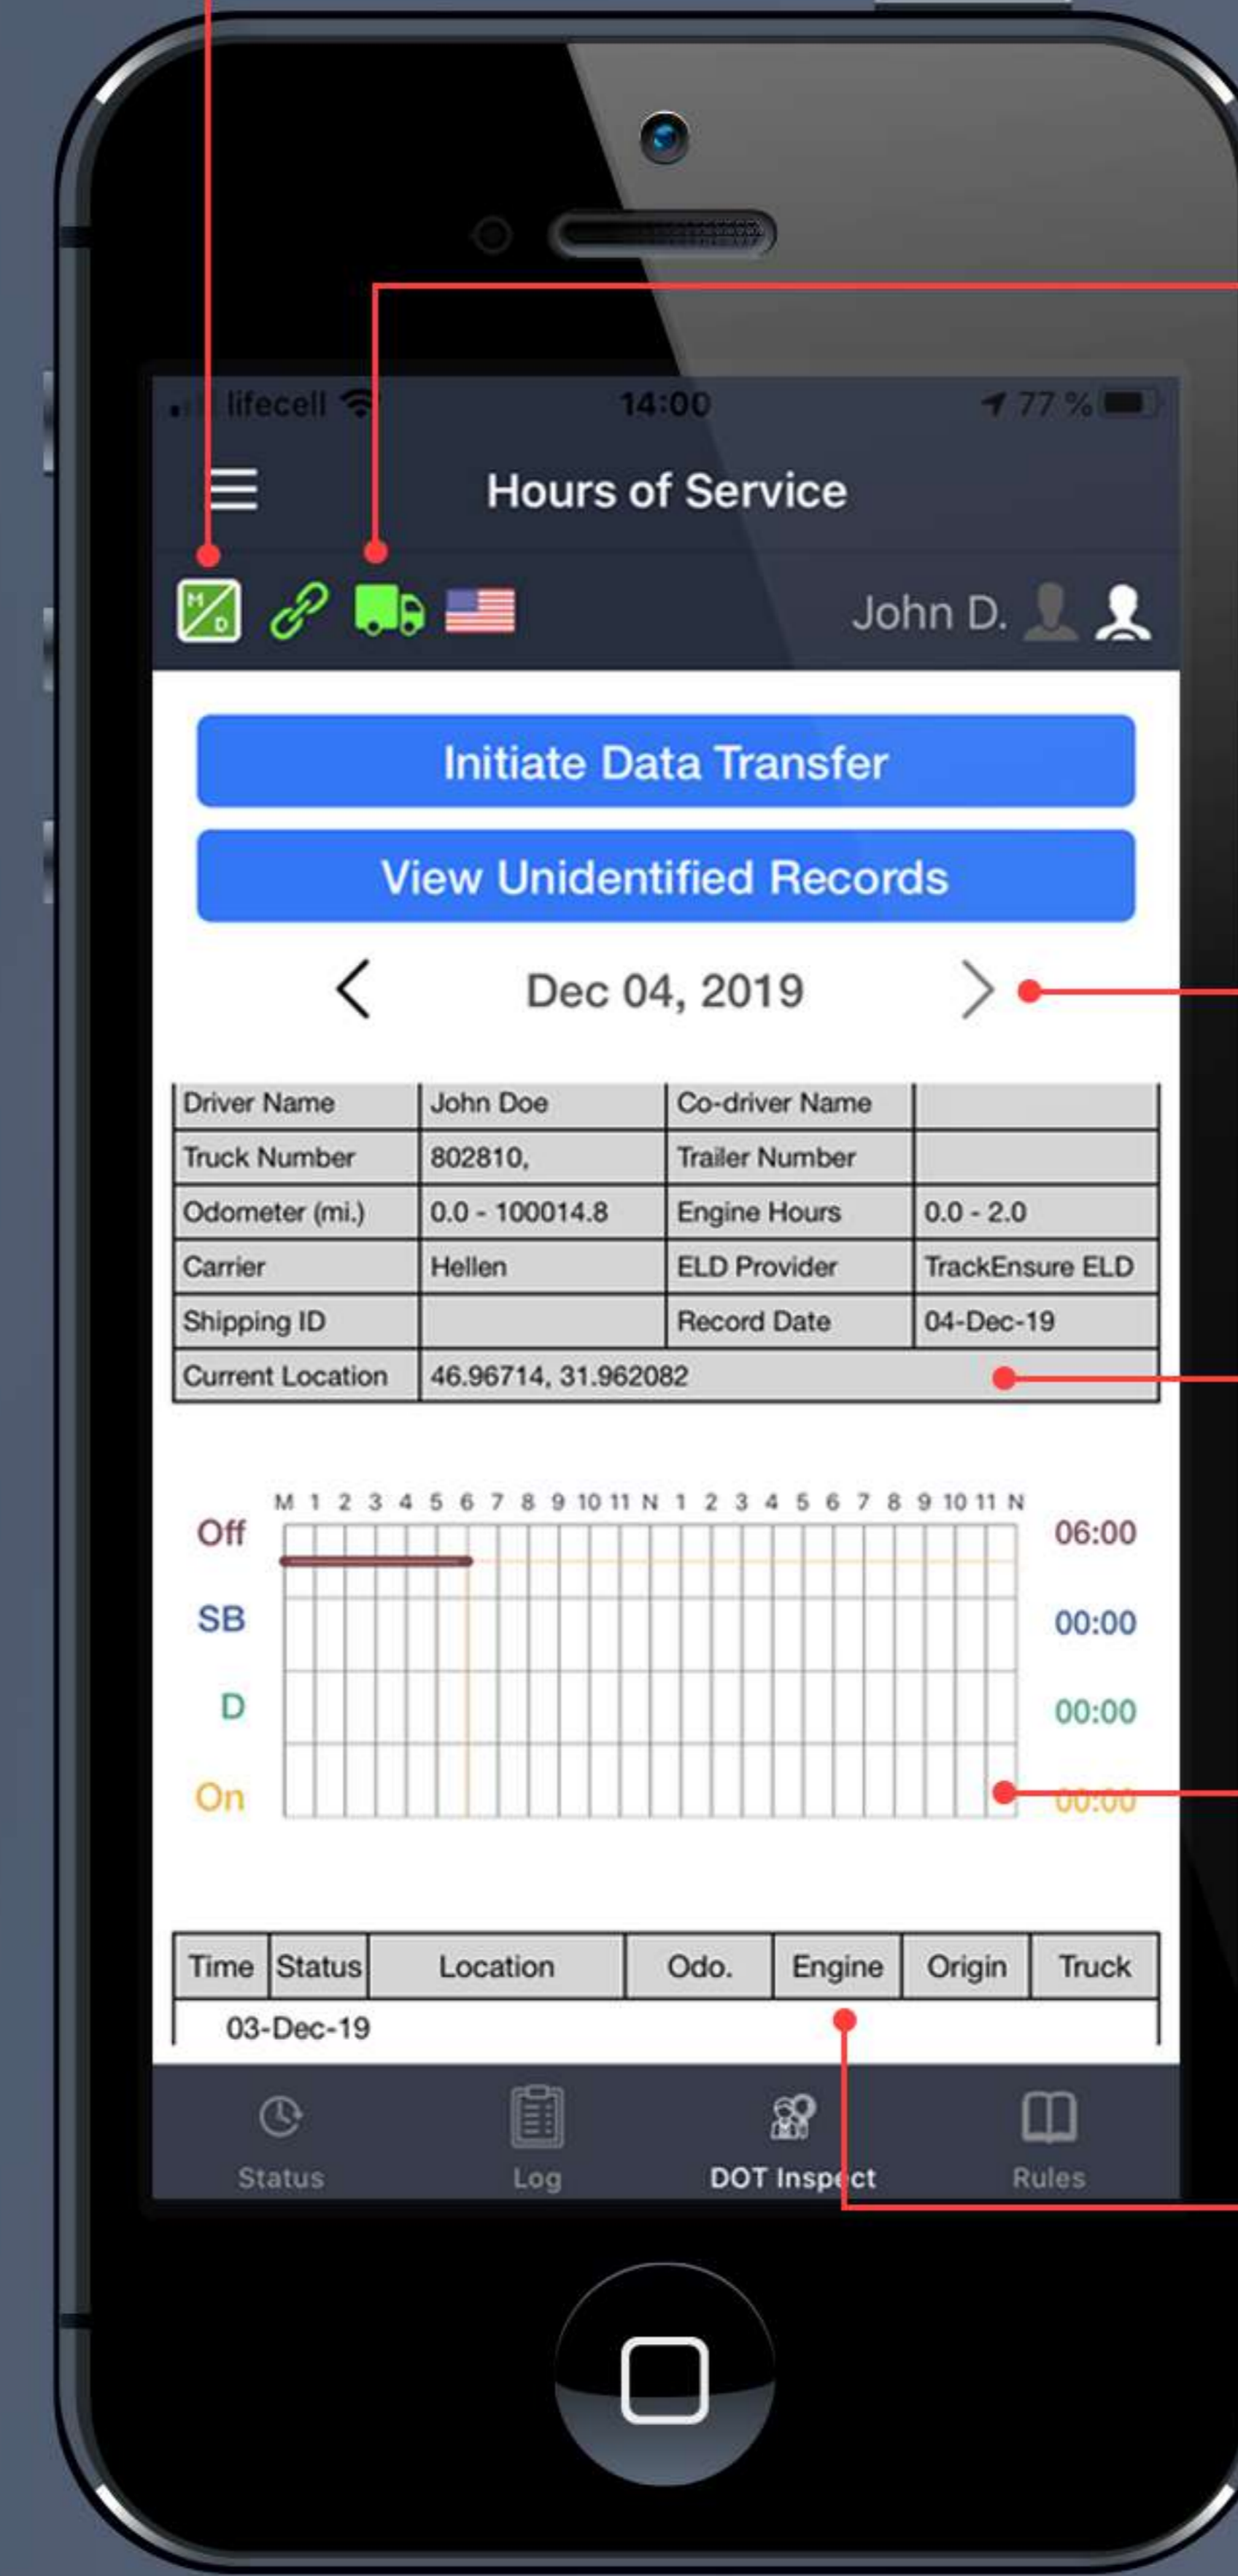 lifecell 14:00 77 %
Hours of Service
M/D John D.
Initiate Data Transfer
View Unidentified Records
Dec 04, 2019
Driver Name John Doe Co-driver Name
Truck Number 802810, Trailer Number
Odometer (mi.) 0.0 - 100014.8 Engine Hours 0.0 - 2.0
Carrier Hellen ELD Provider TrackEnsure ELD
Shipping ID Record Date 04-Dec-19
Current Location 46.96714, 31.962082
M 1 2 3 4 5 6 7 8 9 10 11 N 1 2 3 4 5 6 7 8 9 10 11 N
Off 06:00
SB 00:00
D 00:00
On 00:00
Time Status Location Odo. Engine Origin Truck
03-Dec-19
Status Log DOT Inspect Rules